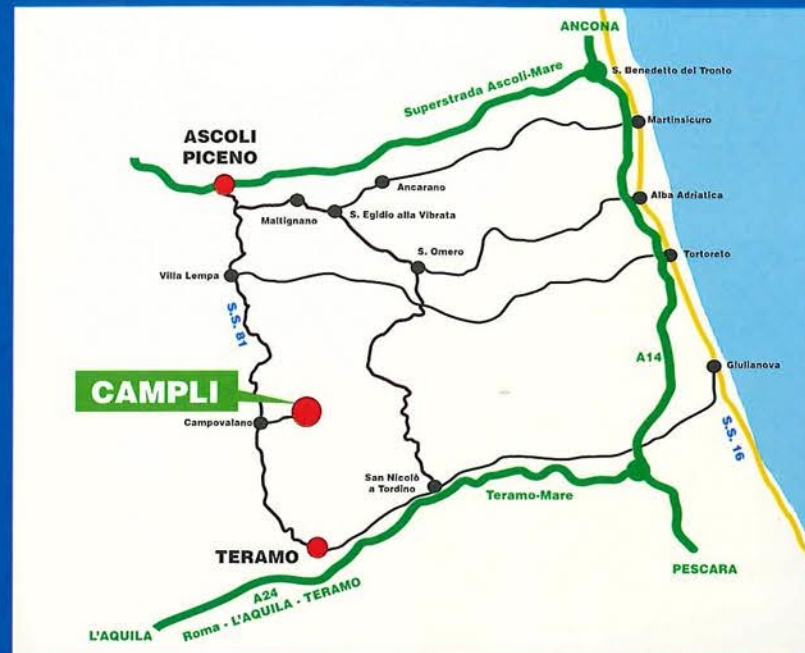 ANCONA
S. Benedetto del Tronto
Superstrada Ascoli-Mare
Martinsicuro
ASCOLI
PICENO
Ancarano
Maltignano
S. Egidio alla Vibrata
Alba Adriatica
S. Omero
Tortoreto
Villa Lempa
S.S. 81
A14
Giulianova
CAMPLI
Campovalano
S.S. 16
San Nicolò
a Tordino
Teramo-Mare
TERAMO
PESCARA
A24
Roma - L'AQUILA - TERAMO
L'AQUILA